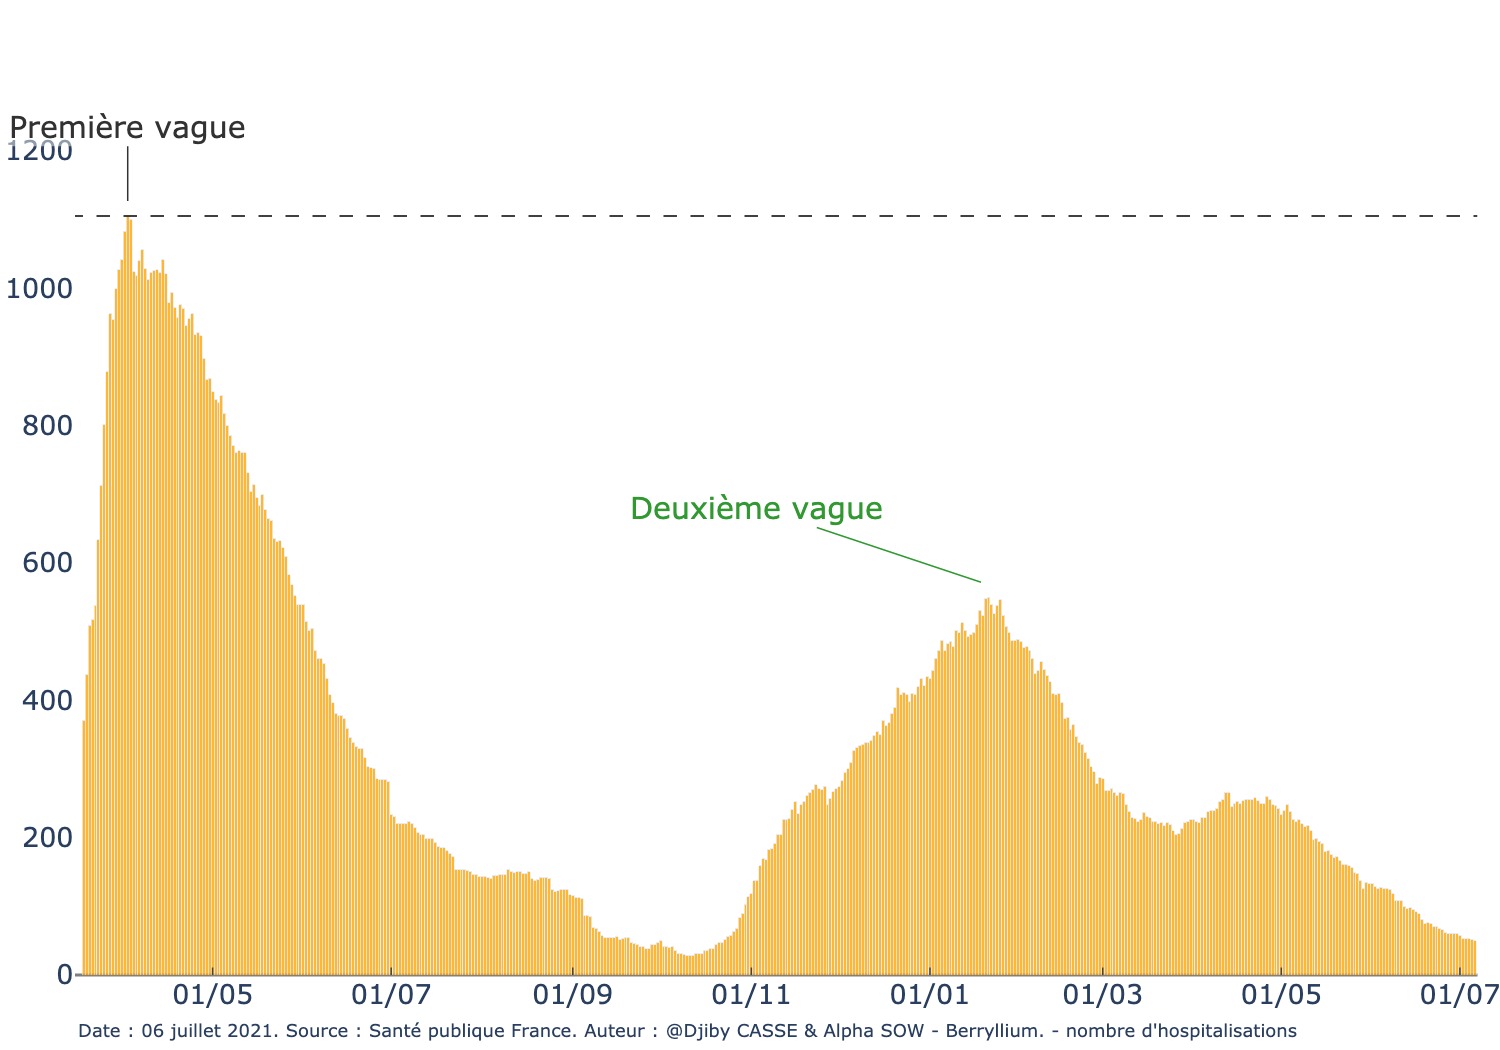 Première vague
1200
1000
800
Deuxième vague
600
400
200
0
01/05 01/07 01/09 01/11 01/01 01/03 01/05 01/07
Date : 06 juillet 2021. Source : Santé publique France. Auteur : @Djiby CASSE & Alpha SOW - Berryllium. - nombre d'hospitalisations